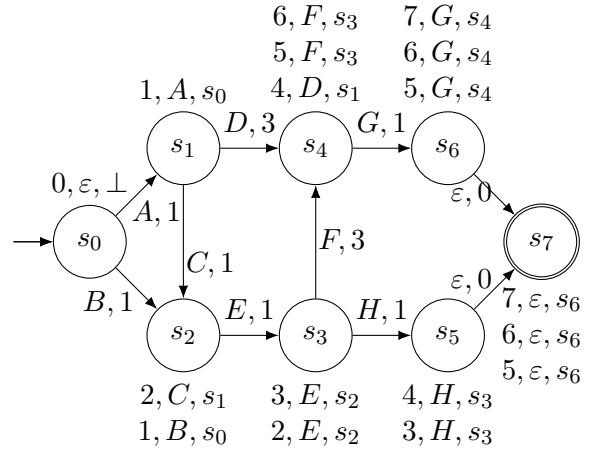 6, F, s₃
5, F, s₃
4, D, s₁
7, G, s₄
6, G, s₄
5, G, s₄
1, A, s₀
D, 3
G, 1
s₁
s₄
s₆
0, ε, ⊥
A, 1
ε, 0
s₀
C, 1
F, 3
s₇
B, 1
E, 1
H, 1
ε, 0
s₂
s₃
s₅
7, ε, s₆
6, ε, s₆
5, ε, s₆
2, C, s₁
1, B, s₀
3, E, s₂
2, E, s₂
4, H, s₃
3, H, s₃